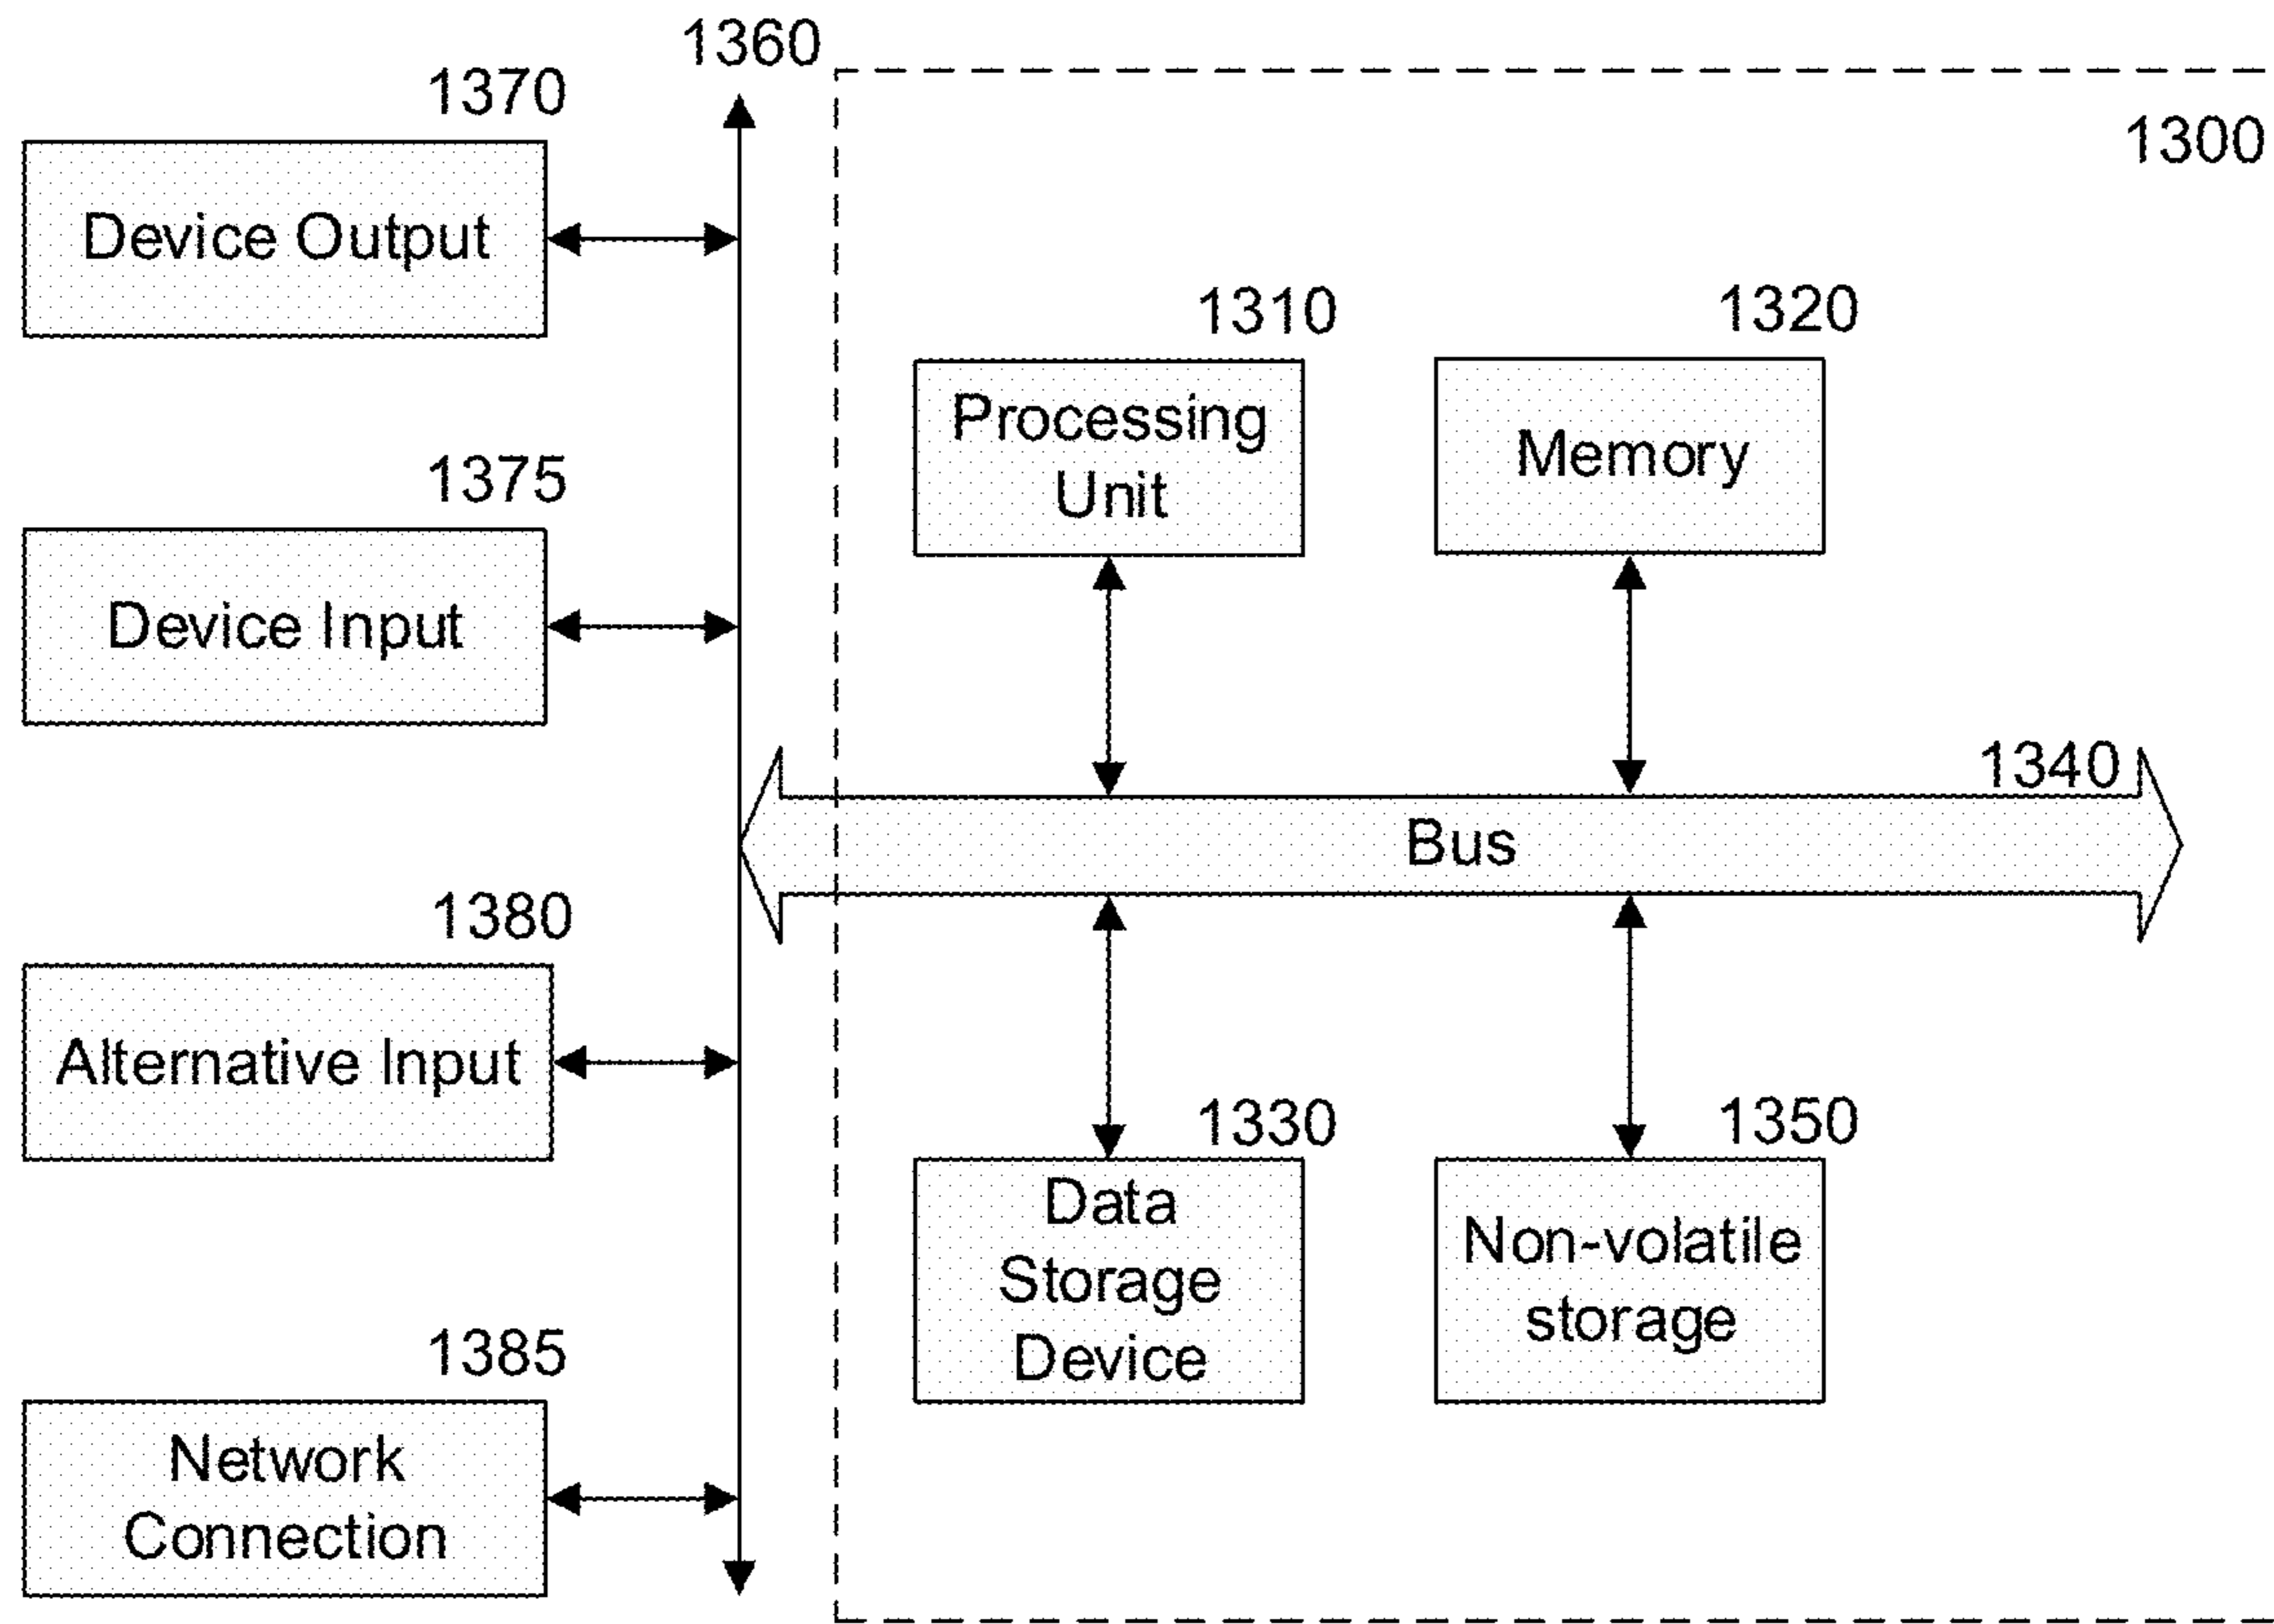 1360
1370
1300
Device Output
1310
1320
Processing
Unit
Memory
1375
Device Input
1340
Bus
1380
Alternative Input
1330
1350
Data
Storage
Device
Non-volatile
storage
1385
Network
Connection